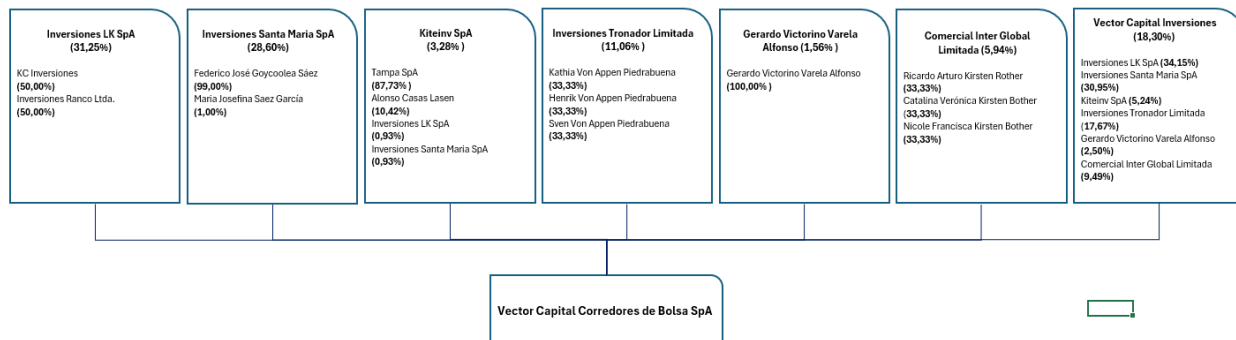 Inversiones LK SpA
(31,25%)
KC Inversiones
(50,00%)
Inversiones Ranco Ltda.
(50,00%)
Inversiones Santa Maria SpA
(28,60%)
Federico José Goycoolea Sáez
(99,00%)
Maria Josefina Saez García
(1,00%)
Kiteinv SpA
(3,28% )
Tampa SpA
(87,73% )
Alonso Casas Lasen
(10,42%)
Inversiones LK SpA
(0,93%)
Inversiones Santa Maria SpA
(0,93%)
Inversiones Tronador Limitada
(11,06% )
Kathia Von Appen Piedrabuena
(33,33%)
Henrik Von Appen Piedrabuena
(33,33%)
Sven Von Appen Piedrabuena
(33,33%)
Gerardo Victorino Varela
Alfonso (1,56% )
Gerardo Victorino Varela Alfonso
(100,00% )
Comercial Inter Global
Limitada (5,94%)
Ricardo Arturo Kirsten Rother
(33,33%)
Catalina Verónica Kirsten Bother
(33,33%)
Nicole Francisca Kirsten Bother
(33,33%)
Vector Capital Inversiones
(18,30%)
Inversiones LK SpA (34,15%)
Inversiones Santa Maria SpA
(30,95%)
Kiteinv SpA (5,24%)
Inversiones Tronador Limitada
(17,67%)
Gerardo Victorino Varela Alfonso
(2,50%)
Comercial Inter Global Limitada
(9,49%)
Vector Capital Corredores de Bolsa SpA